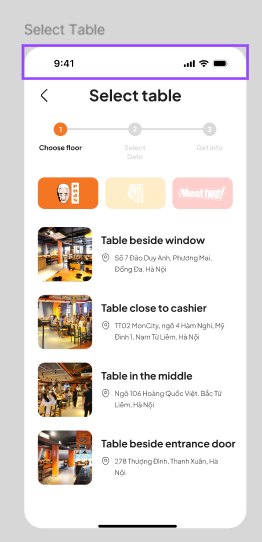 Select Table
9:41
Select table
1
2
3
Choose floor
Select
Date
Get Info
Meat
Table beside window
Số 7 Đào Duy Anh, Phương Mai,
Đống Đa, Hà Nội
Table close to cashier
TT02 MonCity, ngõ 4 Hàm Nghi, Mỹ
Đình 1, Nam Từ Liêm, Hà Nội
Table in the middle
Ngõ 106 Hoàng Quốc Việt, Bắc Từ
Liêm, Hà Nội
Table beside entrance door
278 Thượng Đình, Thanh Xuân, Hà
Nội